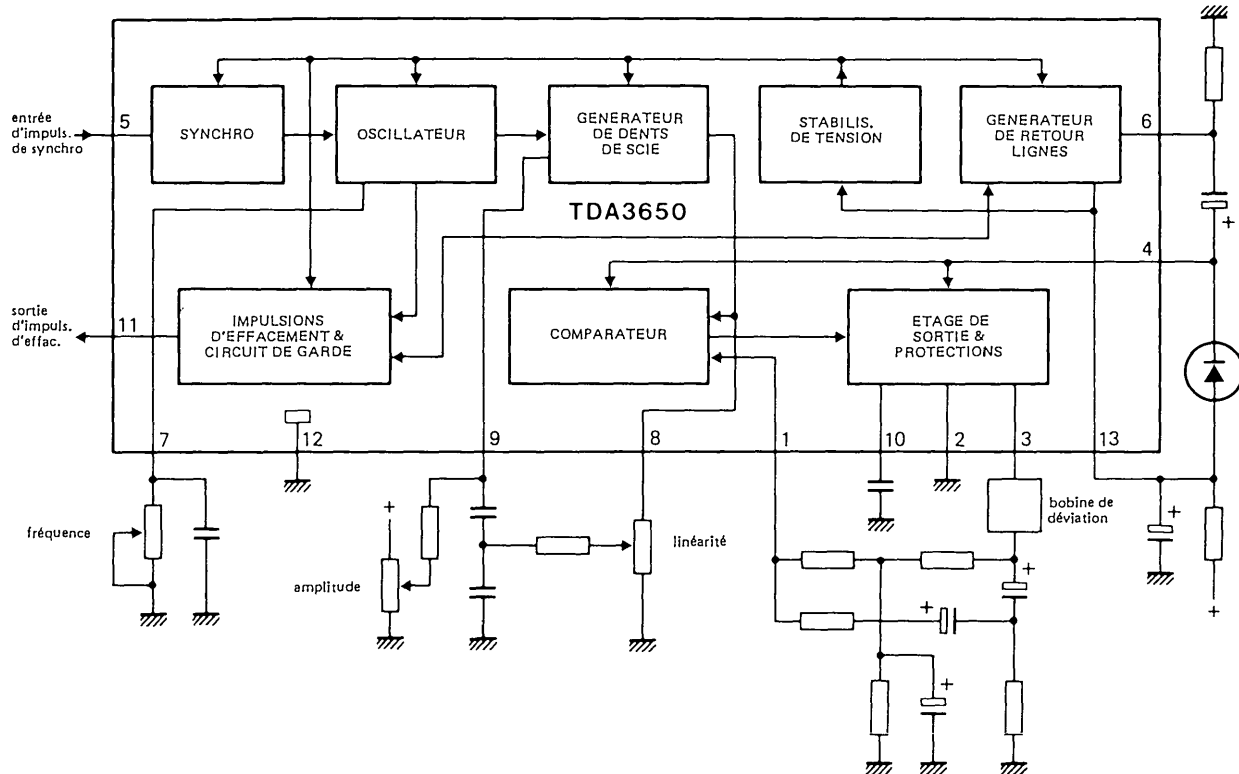 entrée
d'impuls.
de synchro
5
SYNCHRO
OSCILLATEUR
GENERATEUR
DE DENTS
DE SCIE
STABILIS.
DE TENSION
GENERATEUR
DE RETOUR
LIGNES
6
+
TDA3650
4
sortie
d'impuls.
d'effac.
11
IMPULSIONS
D'EFFACEMENT &
CIRCUIT DE GARDE
COMPARATEUR
ETAGE DE
SORTIE &
PROTECTIONS
7
12
9
8
1
10
2
3
13
fréquence
+
amplitude
linéarité
bobine de
déviation
+
+
+
+
+